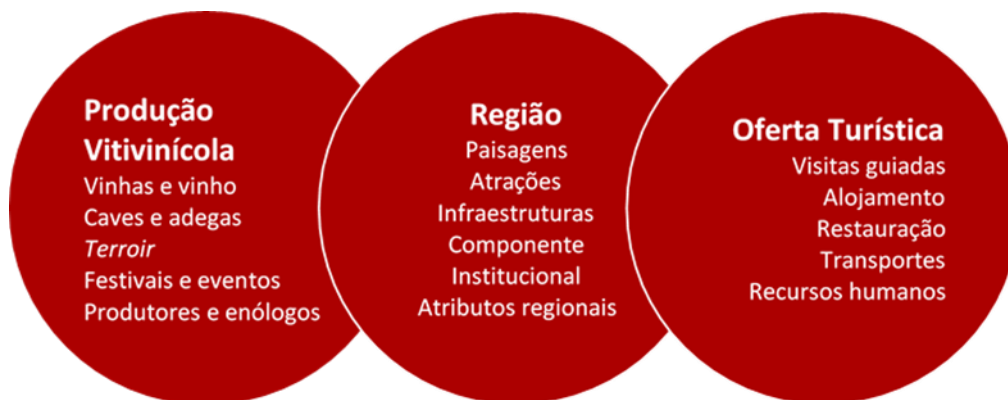 Produção
Vitivinícola
Vinhas e vinho
Caves e adegas
Terroir
Festivais e eventos
Produtores e enólogos
Região
Paisagens
Atrações
Infraestruturas
Componente
Institucional
Atributos regionais
Oferta Turística
Visitas guiadas
Alojamento
Restauração
Transportes
Recursos humanos